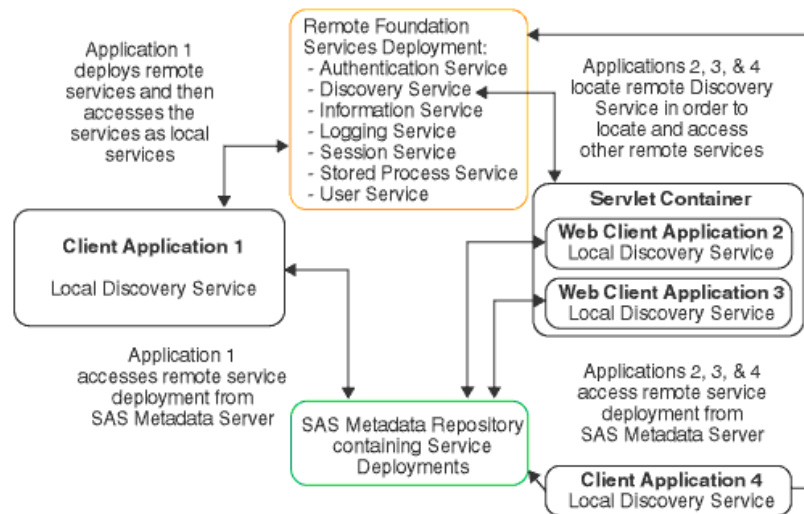 Application 1
deploys remote
services and then
accesses the
services as local
services
Remote Foundation
Services Deployment:
- Authentication Service
- Discovery Service
- Information Service
- Logging Service
- Session Service
- Stored Process Service
- User Service
Applications 2, 3, & 4
locate remote Discovery
Service in order to
locate and access
other remote services
Client Application 1
Local Discovery Service
Servlet Container
Web Client Application 2
Local Discovery Service
Web Client Application 3
Local Discovery Service
Application 1
accesses remote service
deployment from
SAS Metadata Server
SAS Metadata Repository
containing Service
Deployments
Applications 2, 3, & 4
access remote service
deployment from
SAS Metadata Server
Client Application 4
Local Discovery Service